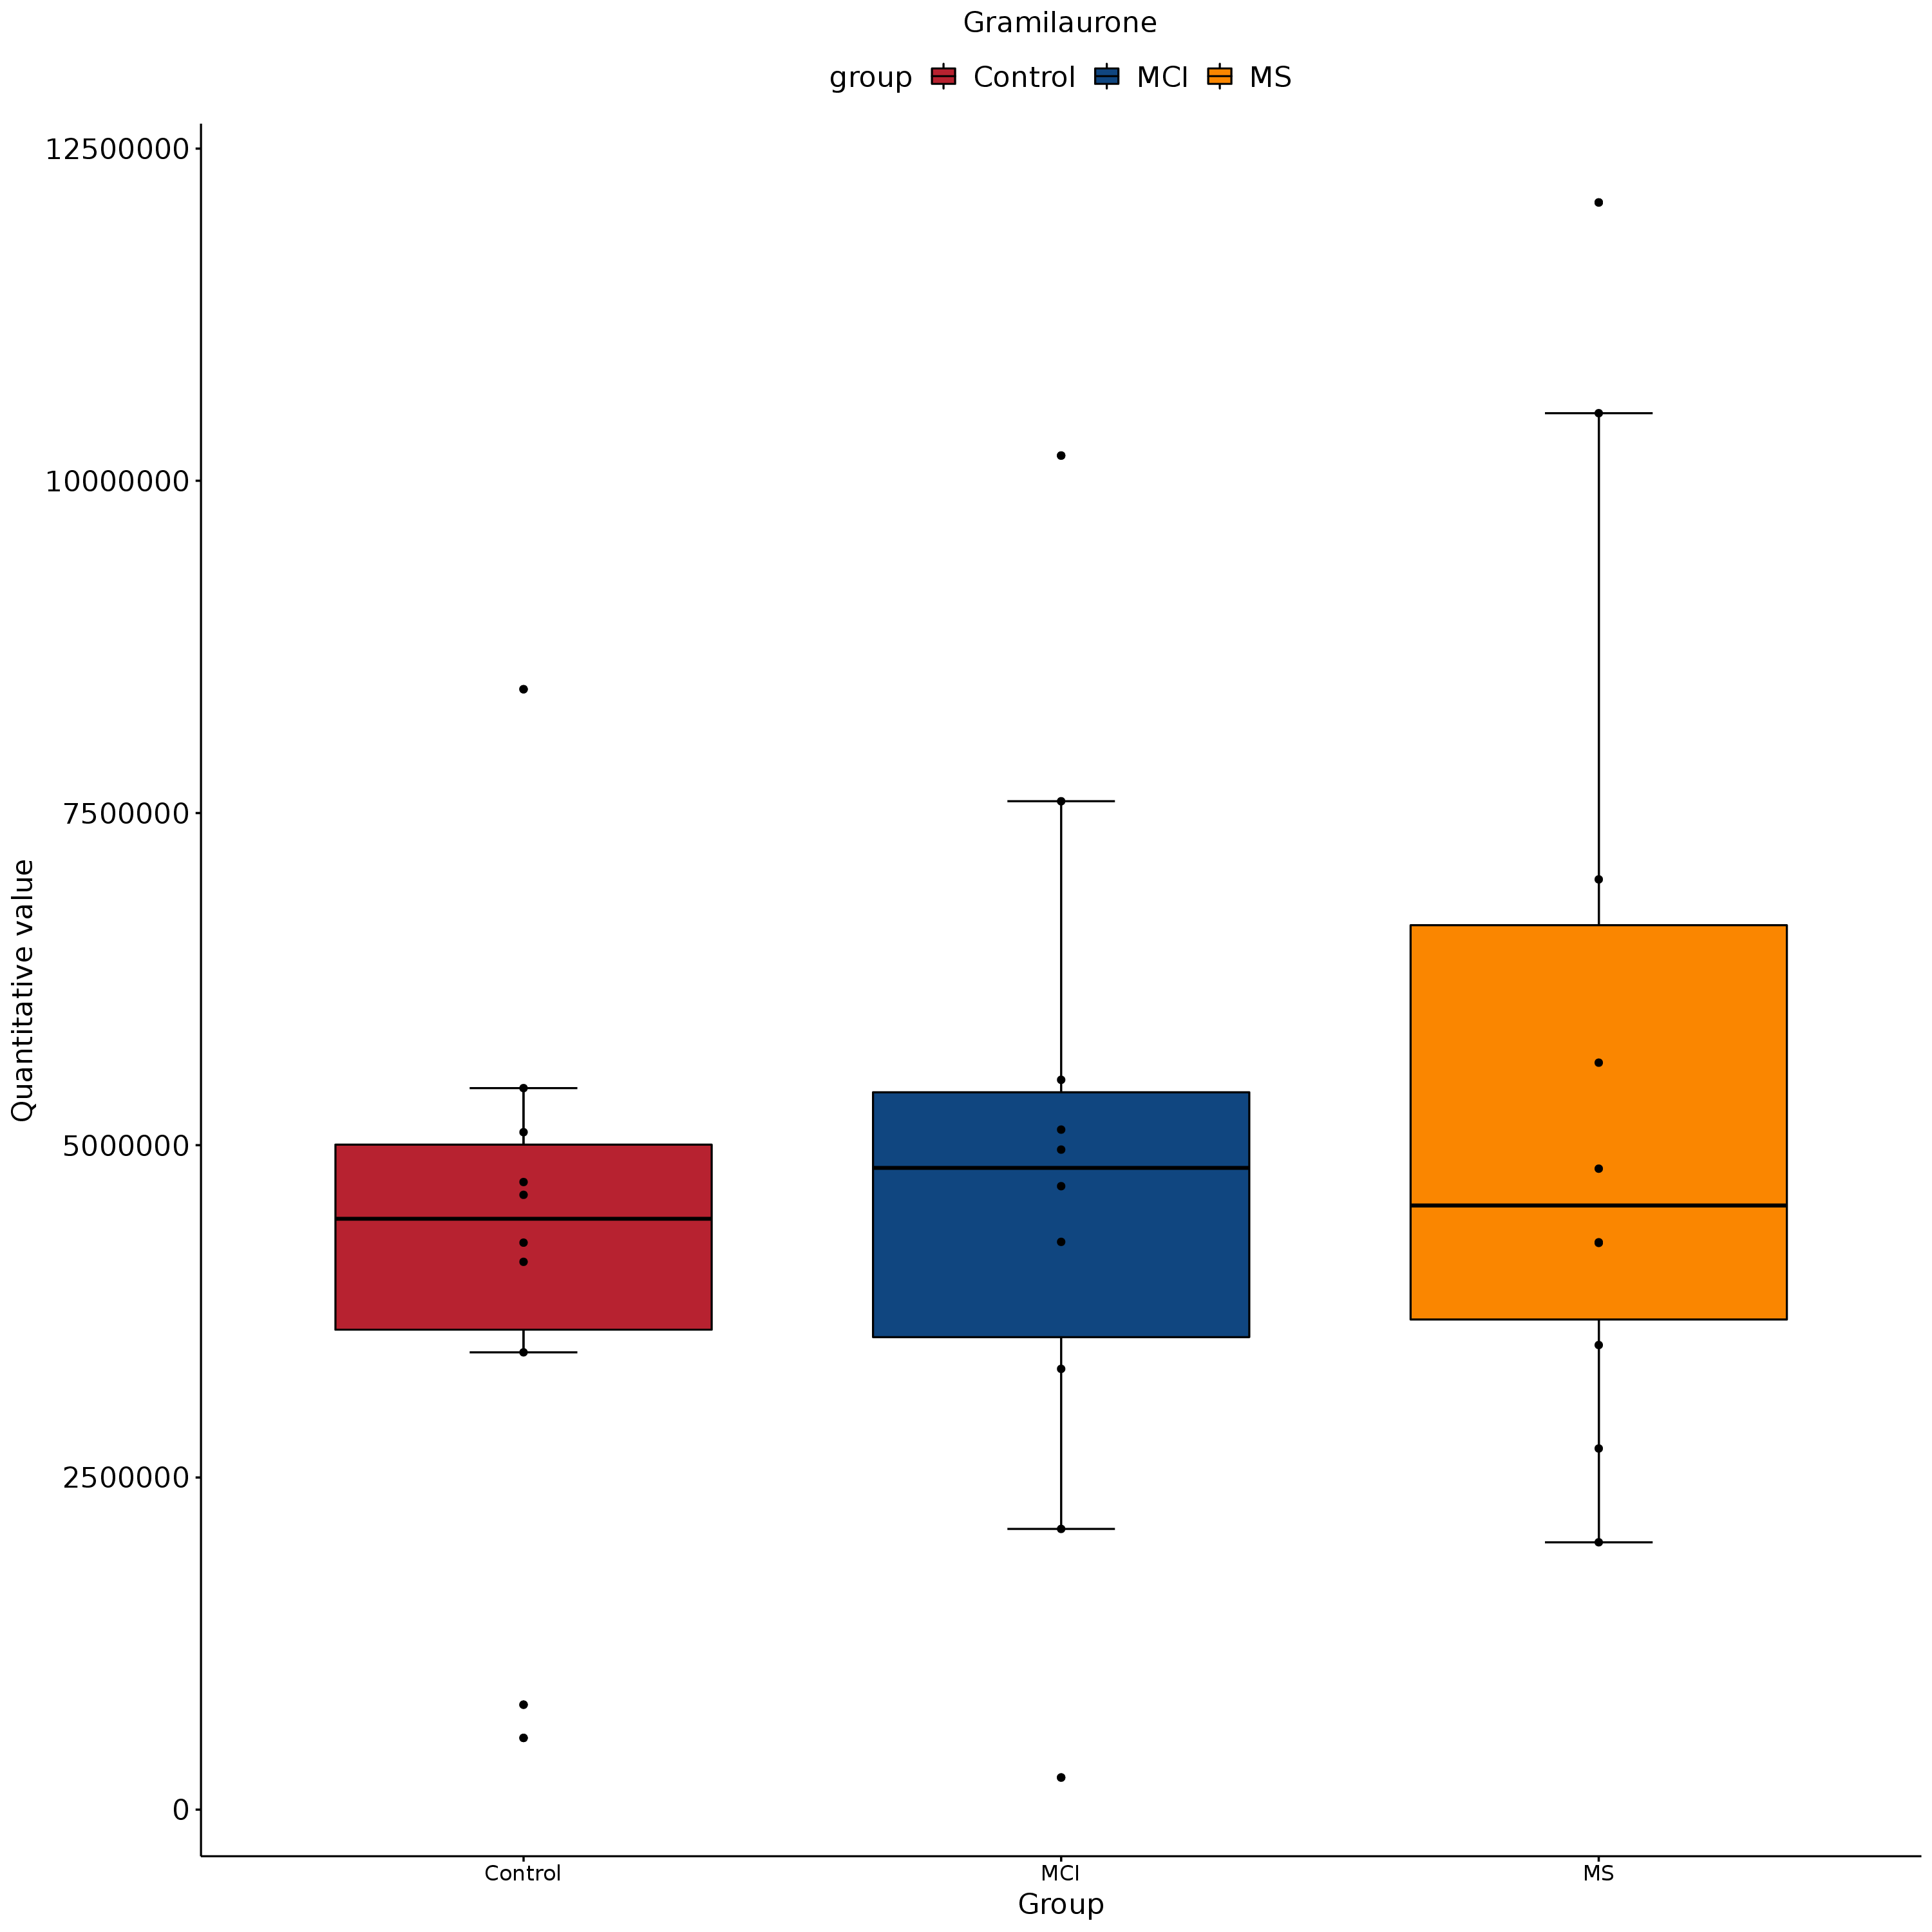 Gramilaurone
group Control MCI MS
12500000
10000000
7500000
5000000
2500000
0
Quantitative value
Control MCI MS
Group